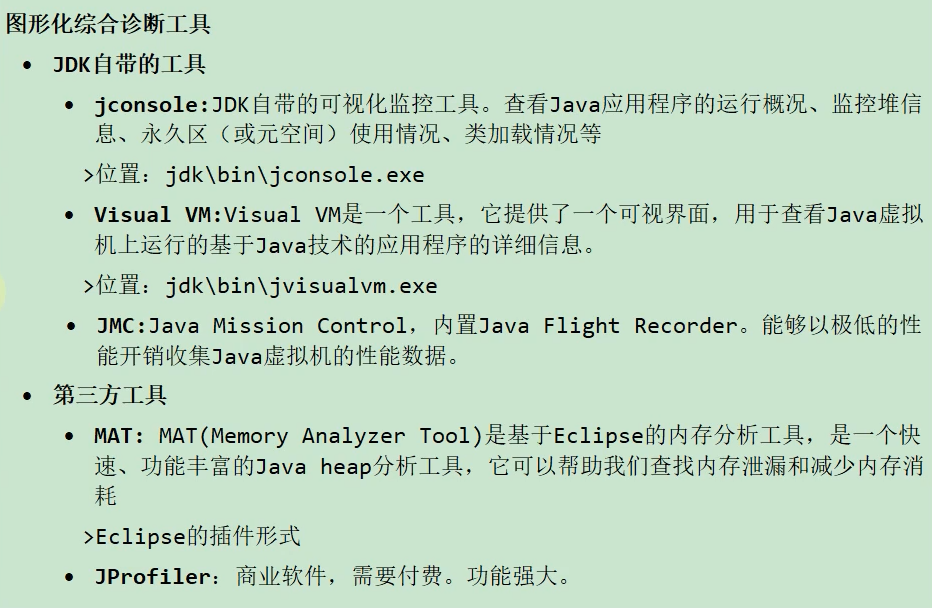 图形化综合诊断工具
• JDK自带的工具
• jconsole:JDK自带的可视化监控工具。查看Java应用程序的运行概况、监控堆信
息、永久区（或元空间）使用情况、类加载情况等
>位置：jdk\bin\jconsole.exe
• Visual VM:Visual VM是一个工具，它提供了一个可视界面，用于查看Java虚拟
机上运行的基于Java技术的应用程序的详细信息。
>位置：jdk\bin\jvisualvm.exe
• JMC:Java Mission Control，内置Java Flight Recorder。能够以极低的性
能开销收集Java虚拟机的性能数据。
• 第三方工具
• MAT: MAT(Memory Analyzer Tool)是基于Eclipse的内存分析工具，是一个快
速、功能丰富的Java heap分析工具，它可以帮助我们查找内存泄漏和减少内存消
耗
>Eclipse的插件形式
• JProfiler：商业软件，需要付费。功能强大。